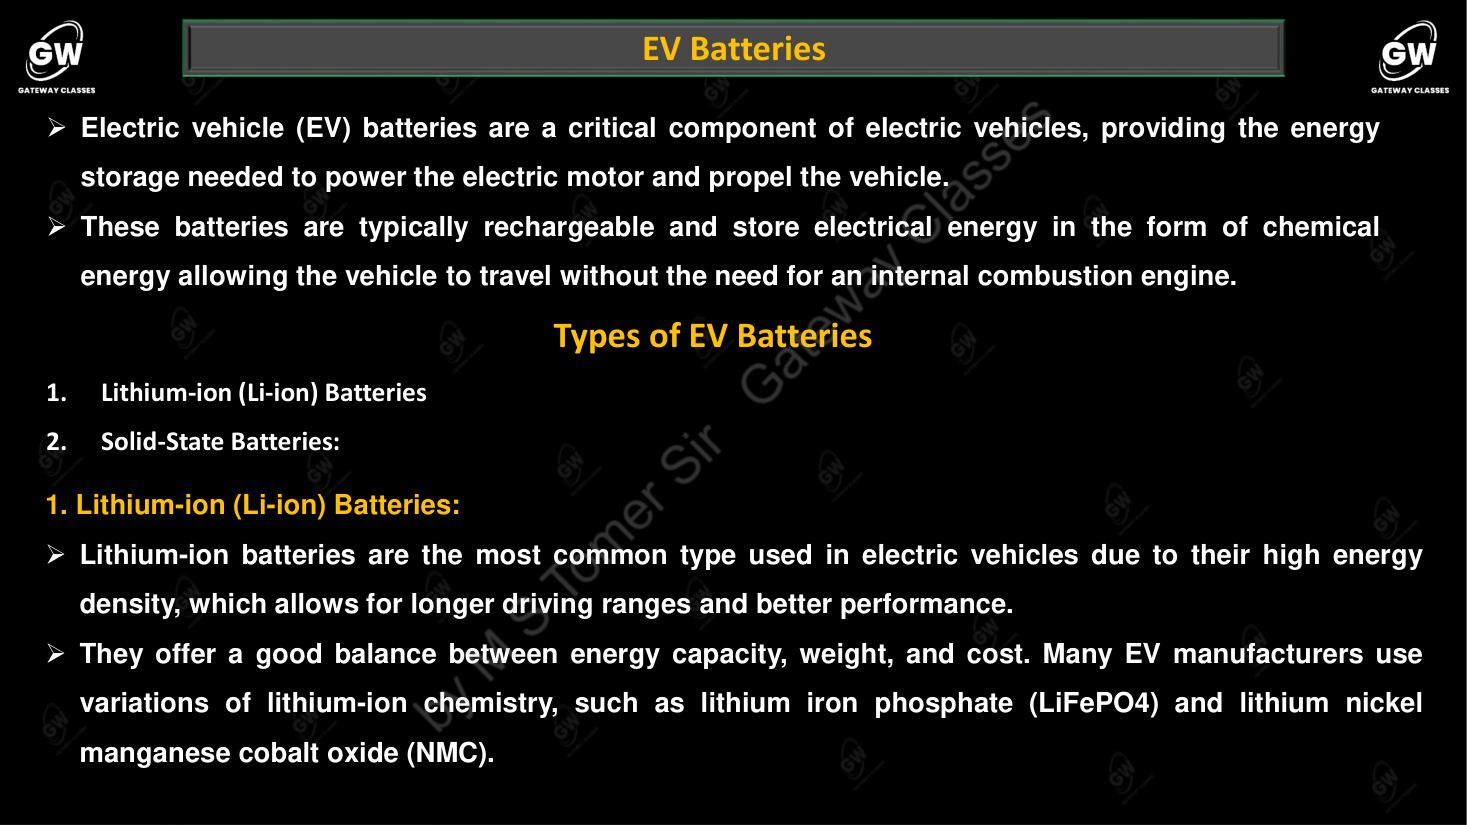 GW
GATEWAY CLASSES
EV Batteries
GW
GATEWAY CLASSES
➢ Electric vehicle (EV) batteries are a critical component of electric vehicles, providing the energy
storage needed to power the electric motor and propel the vehicle.
➢ These batteries are typically rechargeable and store electrical energy in the form of chemical
energy allowing the vehicle to travel without the need for an internal combustion engine.
Types of EV Batteries
1. Lithium-ion (Li-ion) Batteries
2. Solid-State Batteries:
1. Lithium-ion (Li-ion) Batteries:
➢ Lithium-ion batteries are the most common type used in electric vehicles due to their high energy
density, which allows for longer driving ranges and better performance.
➢ They offer a good balance between energy capacity, weight, and cost. Many EV manufacturers use
variations of lithium-ion chemistry, such as lithium iron phosphate (LiFePO4) and lithium nickel
manganese cobalt oxide (NMC).
by M S Tomer Sir Gateway Classes